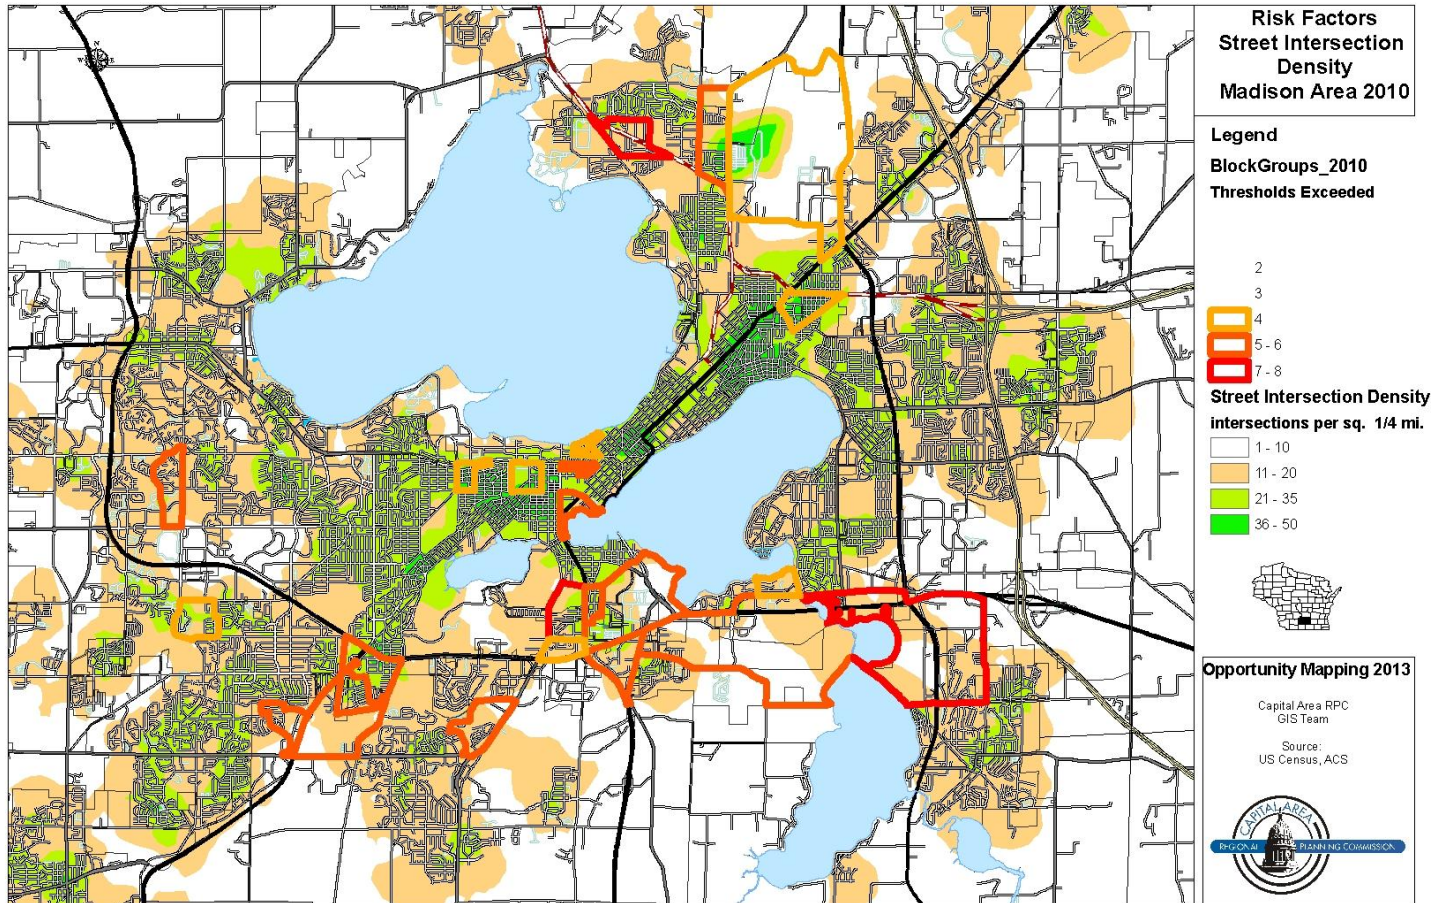 Risk Factors
Street Intersection
Density
Madison Area 2010
Legend
BlockGroups_2010
Thresholds Exceeded
2
3
4
5 - 6
7 - 8
Street Intersection Density
intersections per sq. 1/4 mi.
1 - 10
11 - 20
21 - 35
36 - 50
Opportunity Mapping 2013
Capital Area RPC
GIS Team
Source:
US Census, ACS
CAPITAL AREA
REGIONAL PLANNING COMMISSION
N
W E